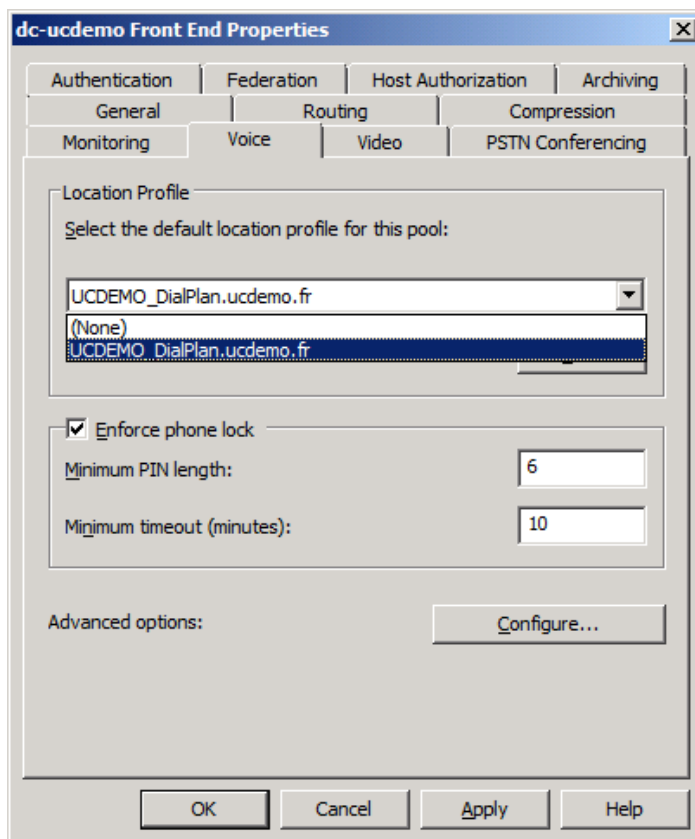 dc-ucdemo Front End Properties
Authentication Federation Host Authorization Archiving
General Routing Compression
Monitoring Voice Video PSTN Conferencing
Location Profile
Select the default location profile for this pool:
UCDEMO_DialPlan.ucdemo.fr
(None)
UCDEMO_DialPlan.ucdemo.fr
Enforce phone lock
Minimum PIN length: 6
Minimum timeout (minutes): 10
Advanced options: Configure...
OK Cancel Apply Help